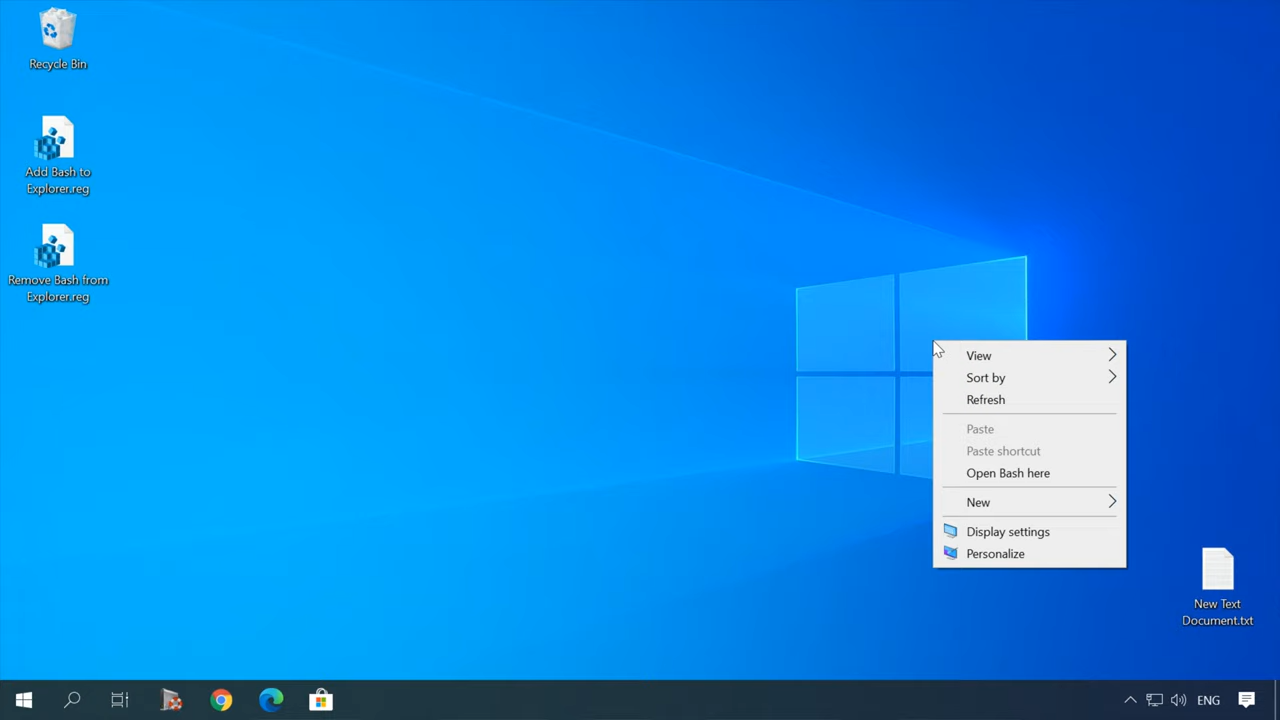 Recycle Bin
Add Bash to
Explorer.reg
Remove Bash from
Explorer.reg
View
Sort by
Refresh
Paste
Paste shortcut
Open Bash here
New
Display settings
Personalize
New Text
Document.txt
ENG